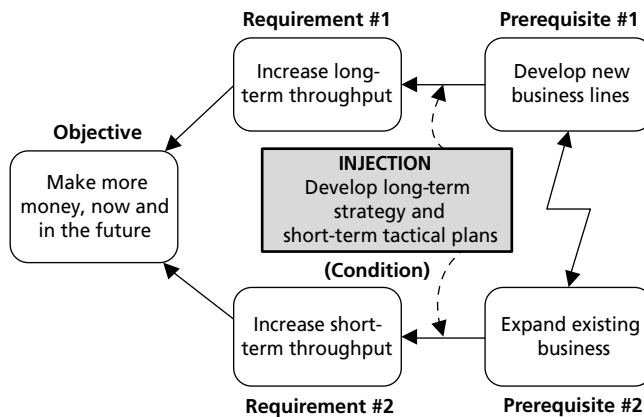 Requirement #1
Prerequisite #1
Increase long-
term throughput
Develop new
business lines
Objective
Make more
money, now and
in the future
INJECTION
Develop long-term
strategy and
short-term tactical plans
(Condition)
Increase short-
term throughput
Expand existing
business
Requirement #2
Prerequisite #2